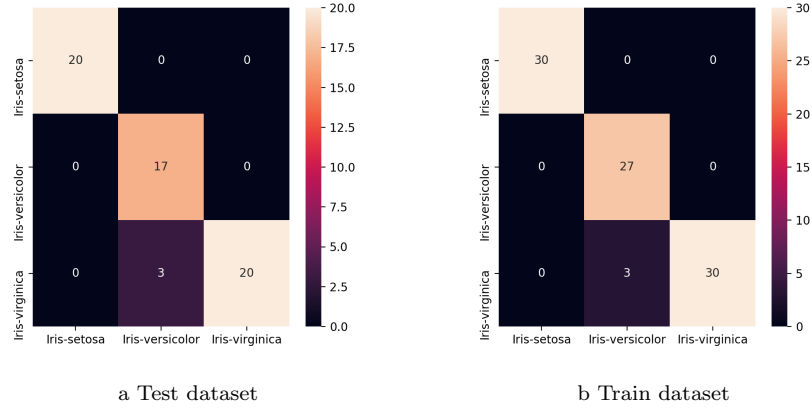 Iris-setosa
Iris-versicolor
Iris-virginica
20 0 0
0 17 0
0 3 20
Iris-setosa Iris-versicolor Iris-virginica
20.0
17.5
15.0
12.5
10.0
7.5
5.0
2.5
0.0
a Test dataset
Iris-setosa
Iris-versicolor
Iris-virginica
30 0 0
0 27 0
0 3 30
Iris-setosa Iris-versicolor Iris-virginica
30
25
20
15
10
5
0
b Train dataset